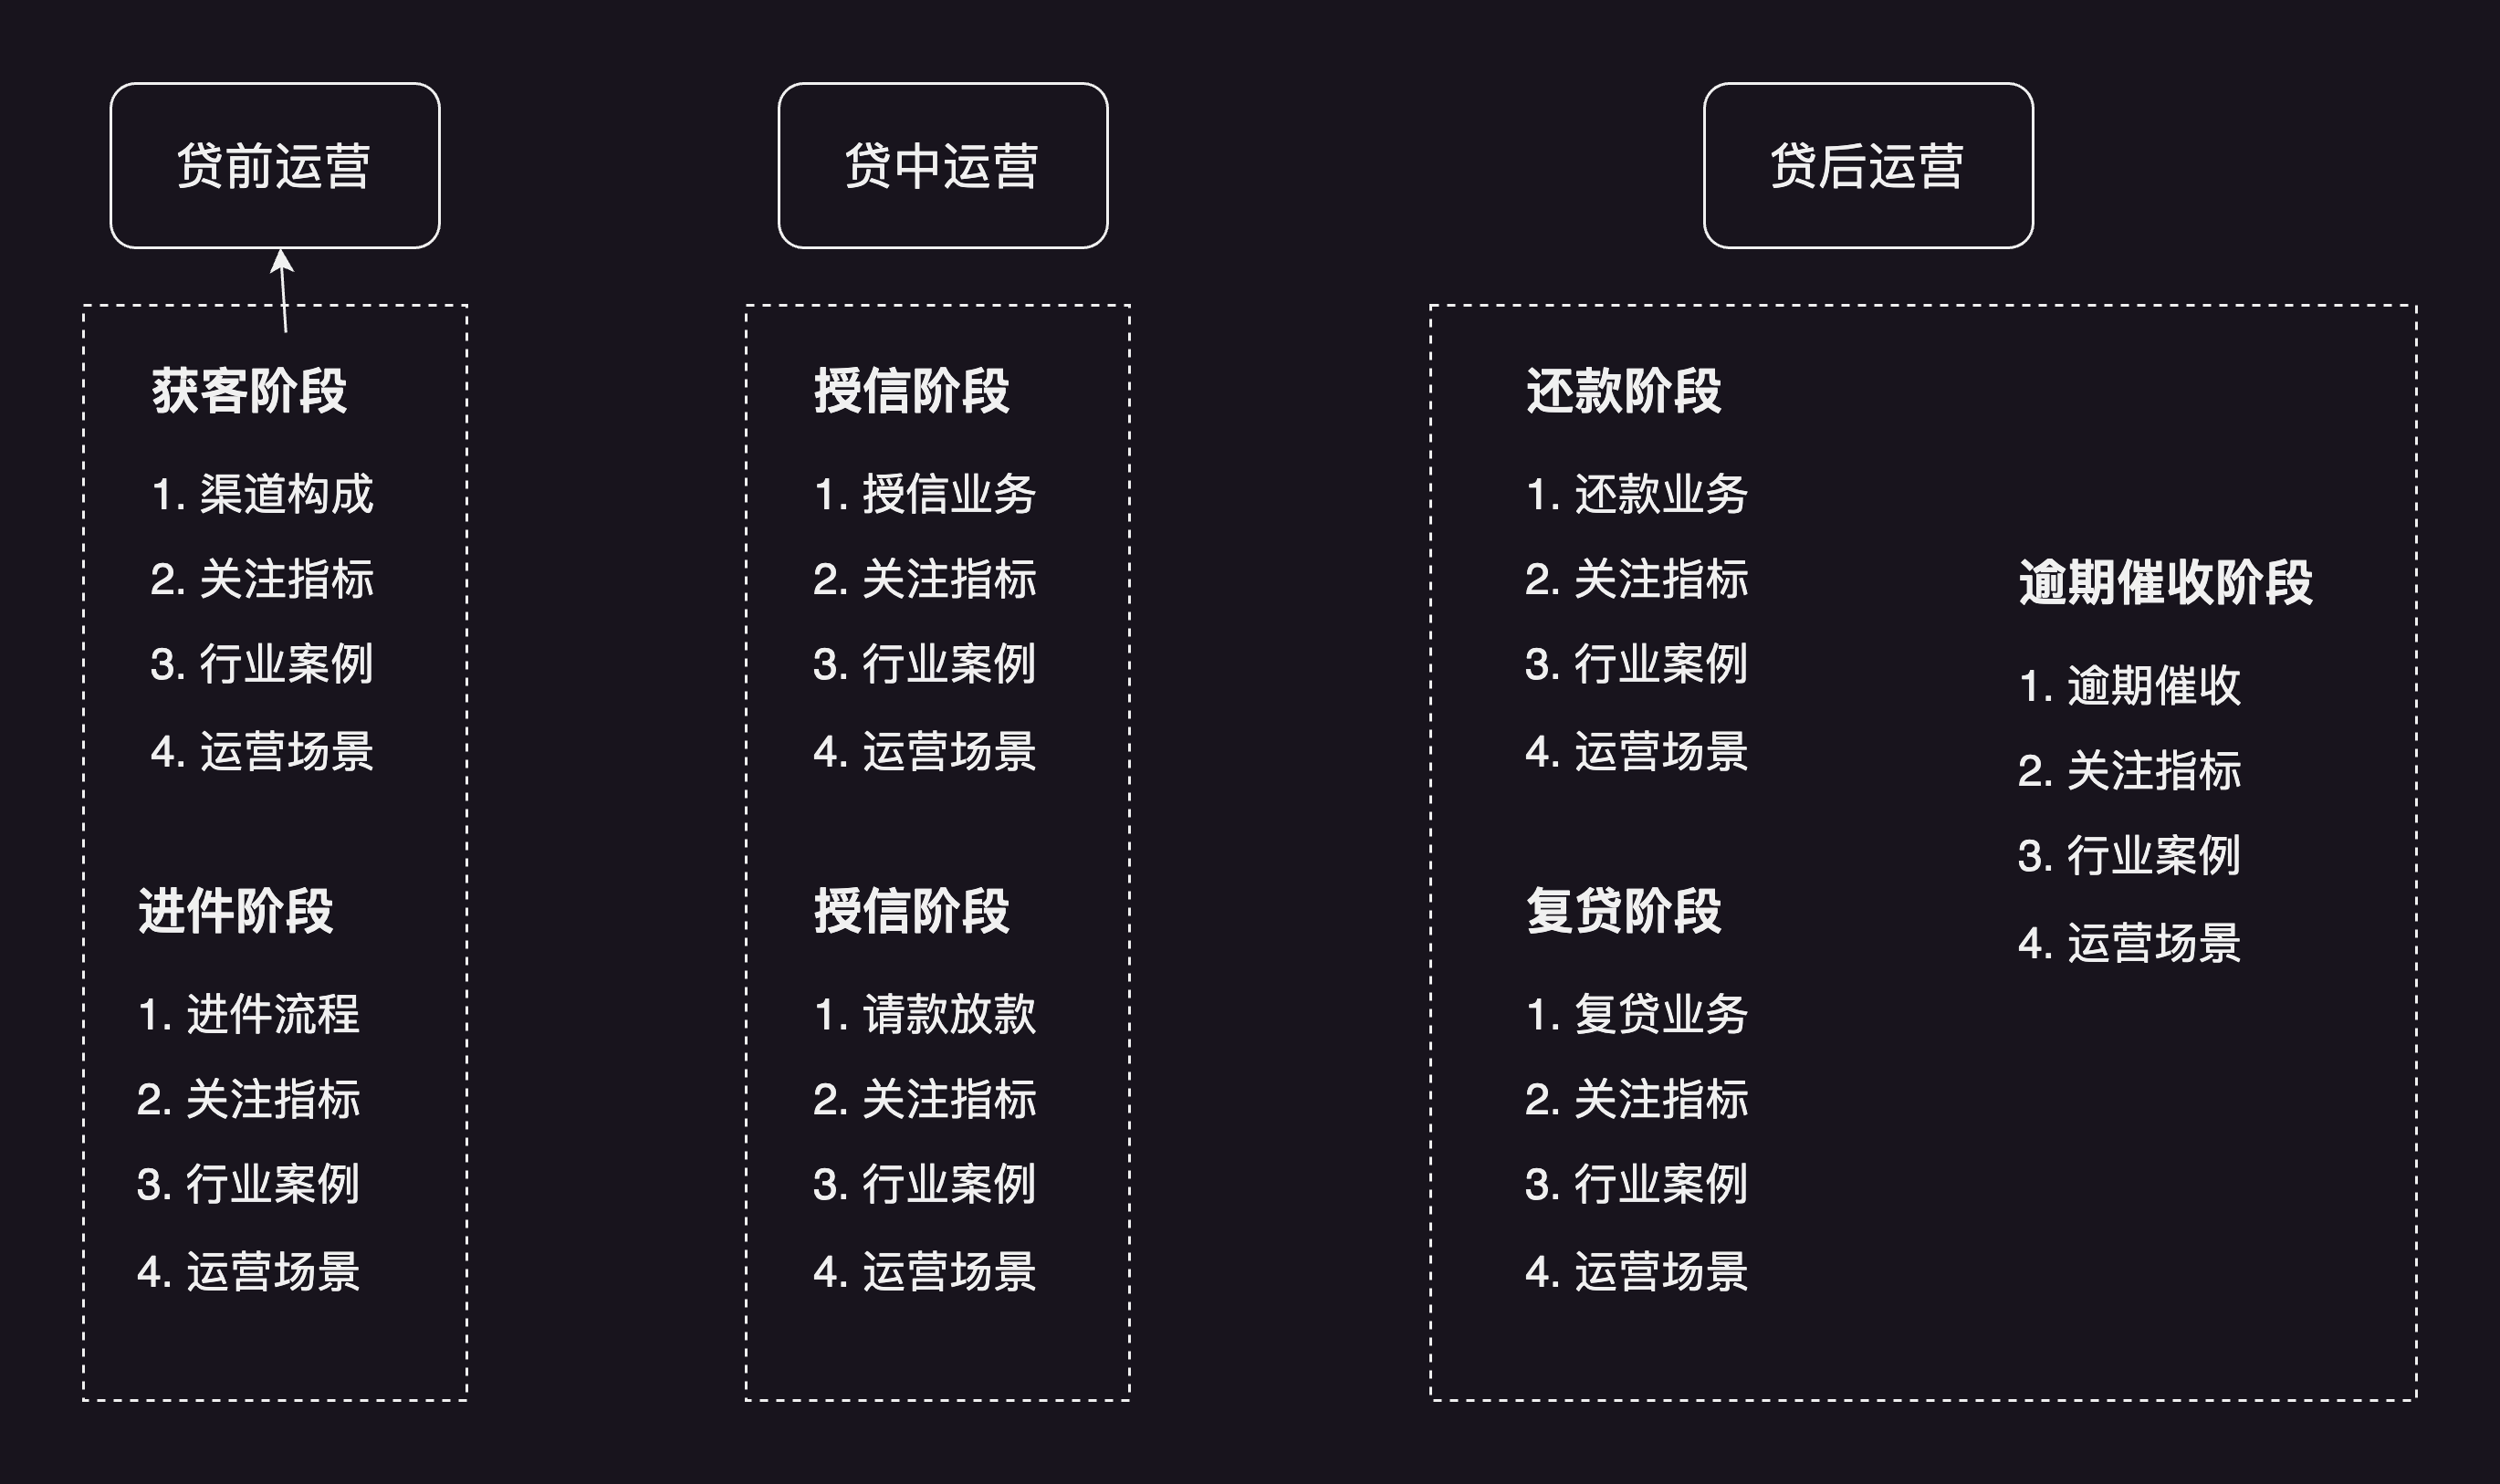 贷前运营
获客阶段
1. 渠道构成
2. 关注指标
3. 行业案例
4. 运营场景
进件阶段
1. 进件流程
2. 关注指标
3. 行业案例
4. 运营场景
贷中运营
授信阶段
1. 授信业务
2. 关注指标
3. 行业案例
4. 运营场景
授信阶段
1. 请款放款
2. 关注指标
3. 行业案例
4. 运营场景
贷后运营
还款阶段
1. 还款业务
2. 关注指标
3. 行业案例
4. 运营场景
复贷阶段
1. 复贷业务
2. 关注指标
3. 行业案例
4. 运营场景
逾期催收阶段
1. 逾期催收
2. 关注指标
3. 行业案例
4. 运营场景